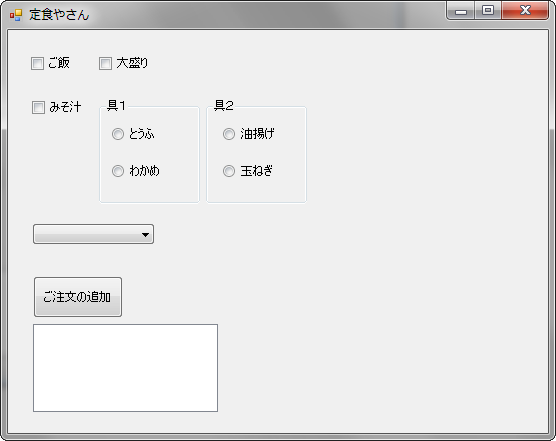 定食やさん
ご飯 大盛り
みそ汁 具１ 具２
とうふ 油揚げ
わかめ 玉ねぎ
ご注文の追加